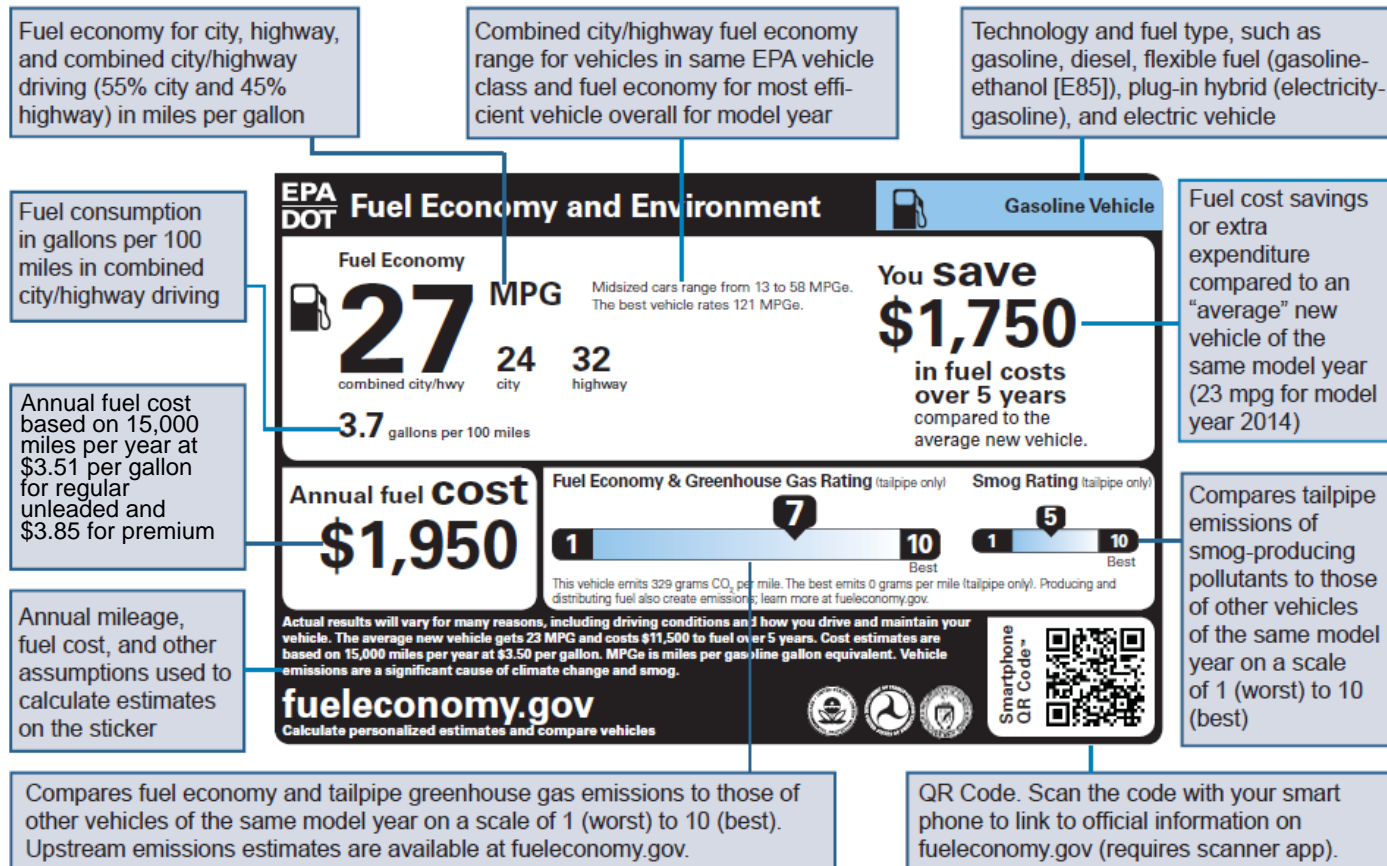 Fuel economy for city, highway,
and combined city/highway
driving (55% city and 45%
highway) in miles per gallon
Combined city/highway fuel economy
range for vehicles in same EPA vehicle
class and fuel economy for most effi-
cient vehicle overall for model year
Technology and fuel type, such as
gasoline, diesel, flexible fuel (gasoline-
ethanol [E85]), plug-in hybrid (electricity-
gasoline), and electric vehicle
Fuel consumption
in gallons per 100
miles in combined
city/highway driving
Annual fuel cost
based on 15,000
miles per year at
$3.51 per gallon
for regular
unleaded and
$3.85 for premium
Annual mileage,
fuel cost, and other
assumptions used to
calculate estimates
on the sticker
EPA
DOT
Fuel Economy and Environment
Gasoline Vehicle
Fuel Economy
27
MPG
combined city/hwy
24
city
32
highway
3.7 gallons per 100 miles
Midsized cars range from 13 to 58 MPGe.
The best vehicle rates 121 MPGe.
You save
$1,750
in fuel costs
over 5 years
compared to the
average new vehicle.
Annual fuel cost
$1,950
Fuel Economy & Greenhouse Gas Rating (tailpipe only)
1
7
10
Best
Smog Rating (tailpipe only)
1
5
10
Best
This vehicle emits 329 grams CO2 per mile. The best emits 0 grams per mile (tailpipe only). Producing and
distributing fuel also create emissions; learn more at fueleconomy.gov.
Actual results will vary for many reasons, including driving conditions and how you drive and maintain your
vehicle. The average new vehicle gets 23 MPG and costs $11,500 to fuel over 5 years. Cost estimates are
based on 15,000 miles per year at $3.50 per gallon. MPGe is miles per gasoline gallon equivalent. Vehicle
emissions are a significant cause of climate change and smog.
fueleconomy.gov
Calculate personalized estimates and compare vehicles
Smartphone
QR Code™
Fuel cost savings
or extra
expenditure
compared to an
“average” new
vehicle of the
same model year
(23 mpg for model
year 2014)
Compares tailpipe
emissions of
smog-producing
pollutants to those
of other vehicles
of the same model
year on a scale
of 1 (worst) to 10
(best)
Compares fuel economy and tailpipe greenhouse gas emissions to those of
other vehicles of the same model year on a scale of 1 (worst) to 10 (best).
Upstream emissions estimates are available at fueleconomy.gov.
QR Code. Scan the code with your smart
phone to link to official information on
fueleconomy.gov (requires scanner app).